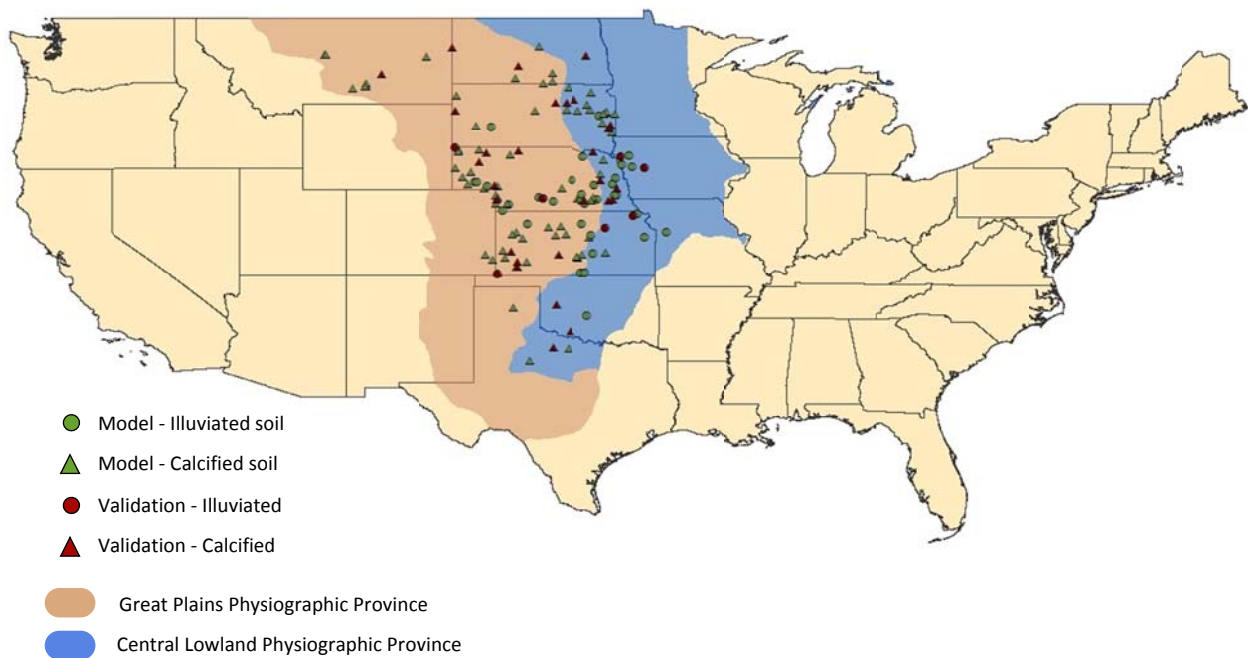 Model - Illuviated soil
Model - Calcified soil
Validation - Illuviated
Validation - Calcified
Great Plains Physiographic Province
Central Lowland Physiographic Province